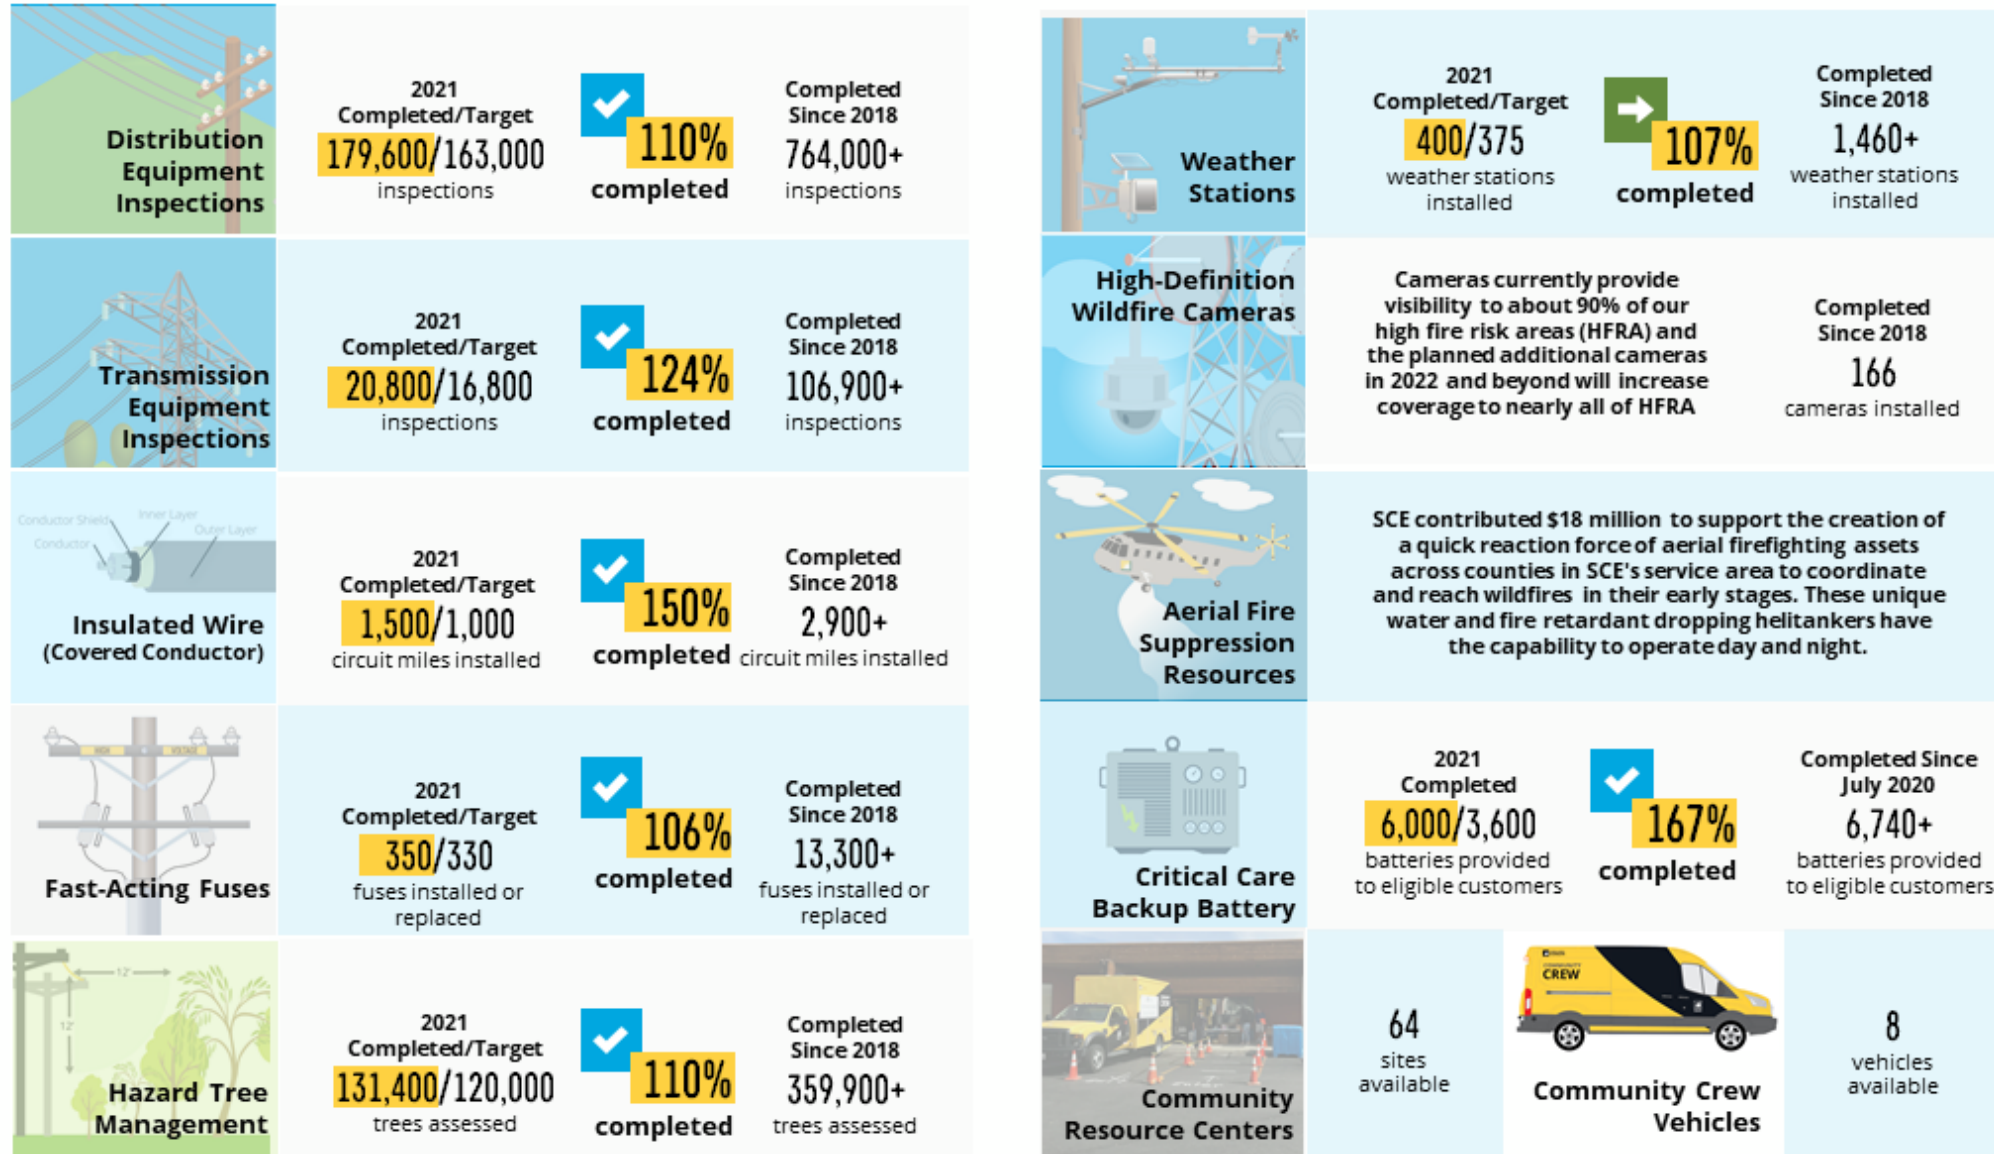 Distribution
Equipment
Inspections
2021
Completed/Target
179,600/163,000
inspections
110%
completed
Completed
Since 2018
764,000+
inspections
Transmission
Equipment
Inspections
2021
Completed/Target
20,800/16,800
inspections
124%
completed
Completed
Since 2018
106,900+
inspections
Conductor Shield
Inner Layer
Outer Layer
Conductor
Insulated Wire
(Covered Conductor)
2021
Completed/Target
1,500/1,000
circuit miles installed
150%
completed
Completed
Since 2018
2,900+
circuit miles installed
HIGH
VOLTAGE
Fast-Acting Fuses
2021
Completed/Target
350/330
fuses installed or
replaced
106%
completed
Completed
Since 2018
13,300+
fuses installed or
replaced
12'
12'
Hazard Tree
Management
2021
Completed/Target
131,400/120,000
trees assessed
110%
completed
Completed
Since 2018
359,900+
trees assessed
Weather
Stations
2021
Completed/Target
400/375
weather stations
installed
107%
completed
Completed
Since 2018
1,460+
weather stations
installed
High-Definition
Wildfire Cameras
Cameras currently provide
visibility to about 90% of our
high fire risk areas (HFRA) and
the planned additional cameras
in 2022 and beyond will increase
coverage to nearly all of HFRA
Completed
Since 2018
166
cameras installed
Aerial Fire
Suppression
Resources
SCE contributed $18 million to support the creation of
a quick reaction force of aerial firefighting assets
across counties in SCE's service area to coordinate
and reach wildfires in their early stages. These unique
water and fire retardant dropping helitankers have
the capability to operate day and night.
Critical Care
Backup Battery
2021
Completed
6,000/3,600
batteries provided
to eligible customers
167%
completed
Completed Since
July 2020
6,740+
batteries provided
to eligible customers
Community
Resource Centers
64
sites
available
COMMUNITY
CREW
Community Crew
Vehicles
8
vehicles
available